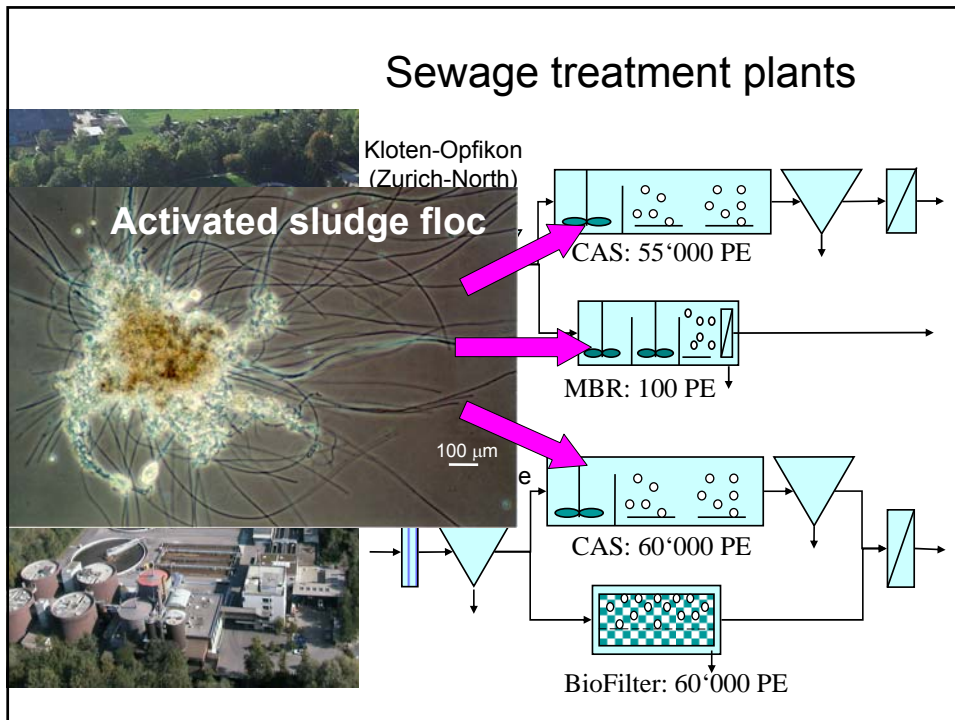 Sewage treatment plants
Kloten-Opfikon
(Zurich-North)
Activated sludge floc
CAS: 55‘000 PE
MBR: 100 PE
100 μm
CAS: 60‘000 PE
BioFilter: 60‘000 PE